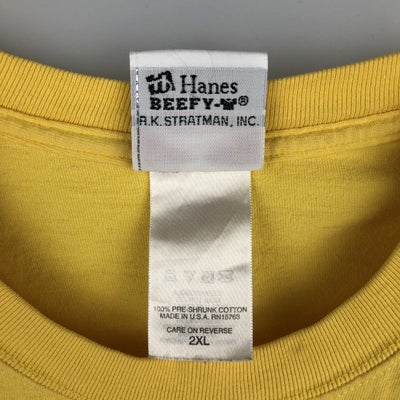 Hanes
BEEFY-®
R.K. STRATMAN, INC.
100% PRE-SHRUNK COTTON
MADE IN U.S.A. RN15763
CARE ON REVERSE
2XL